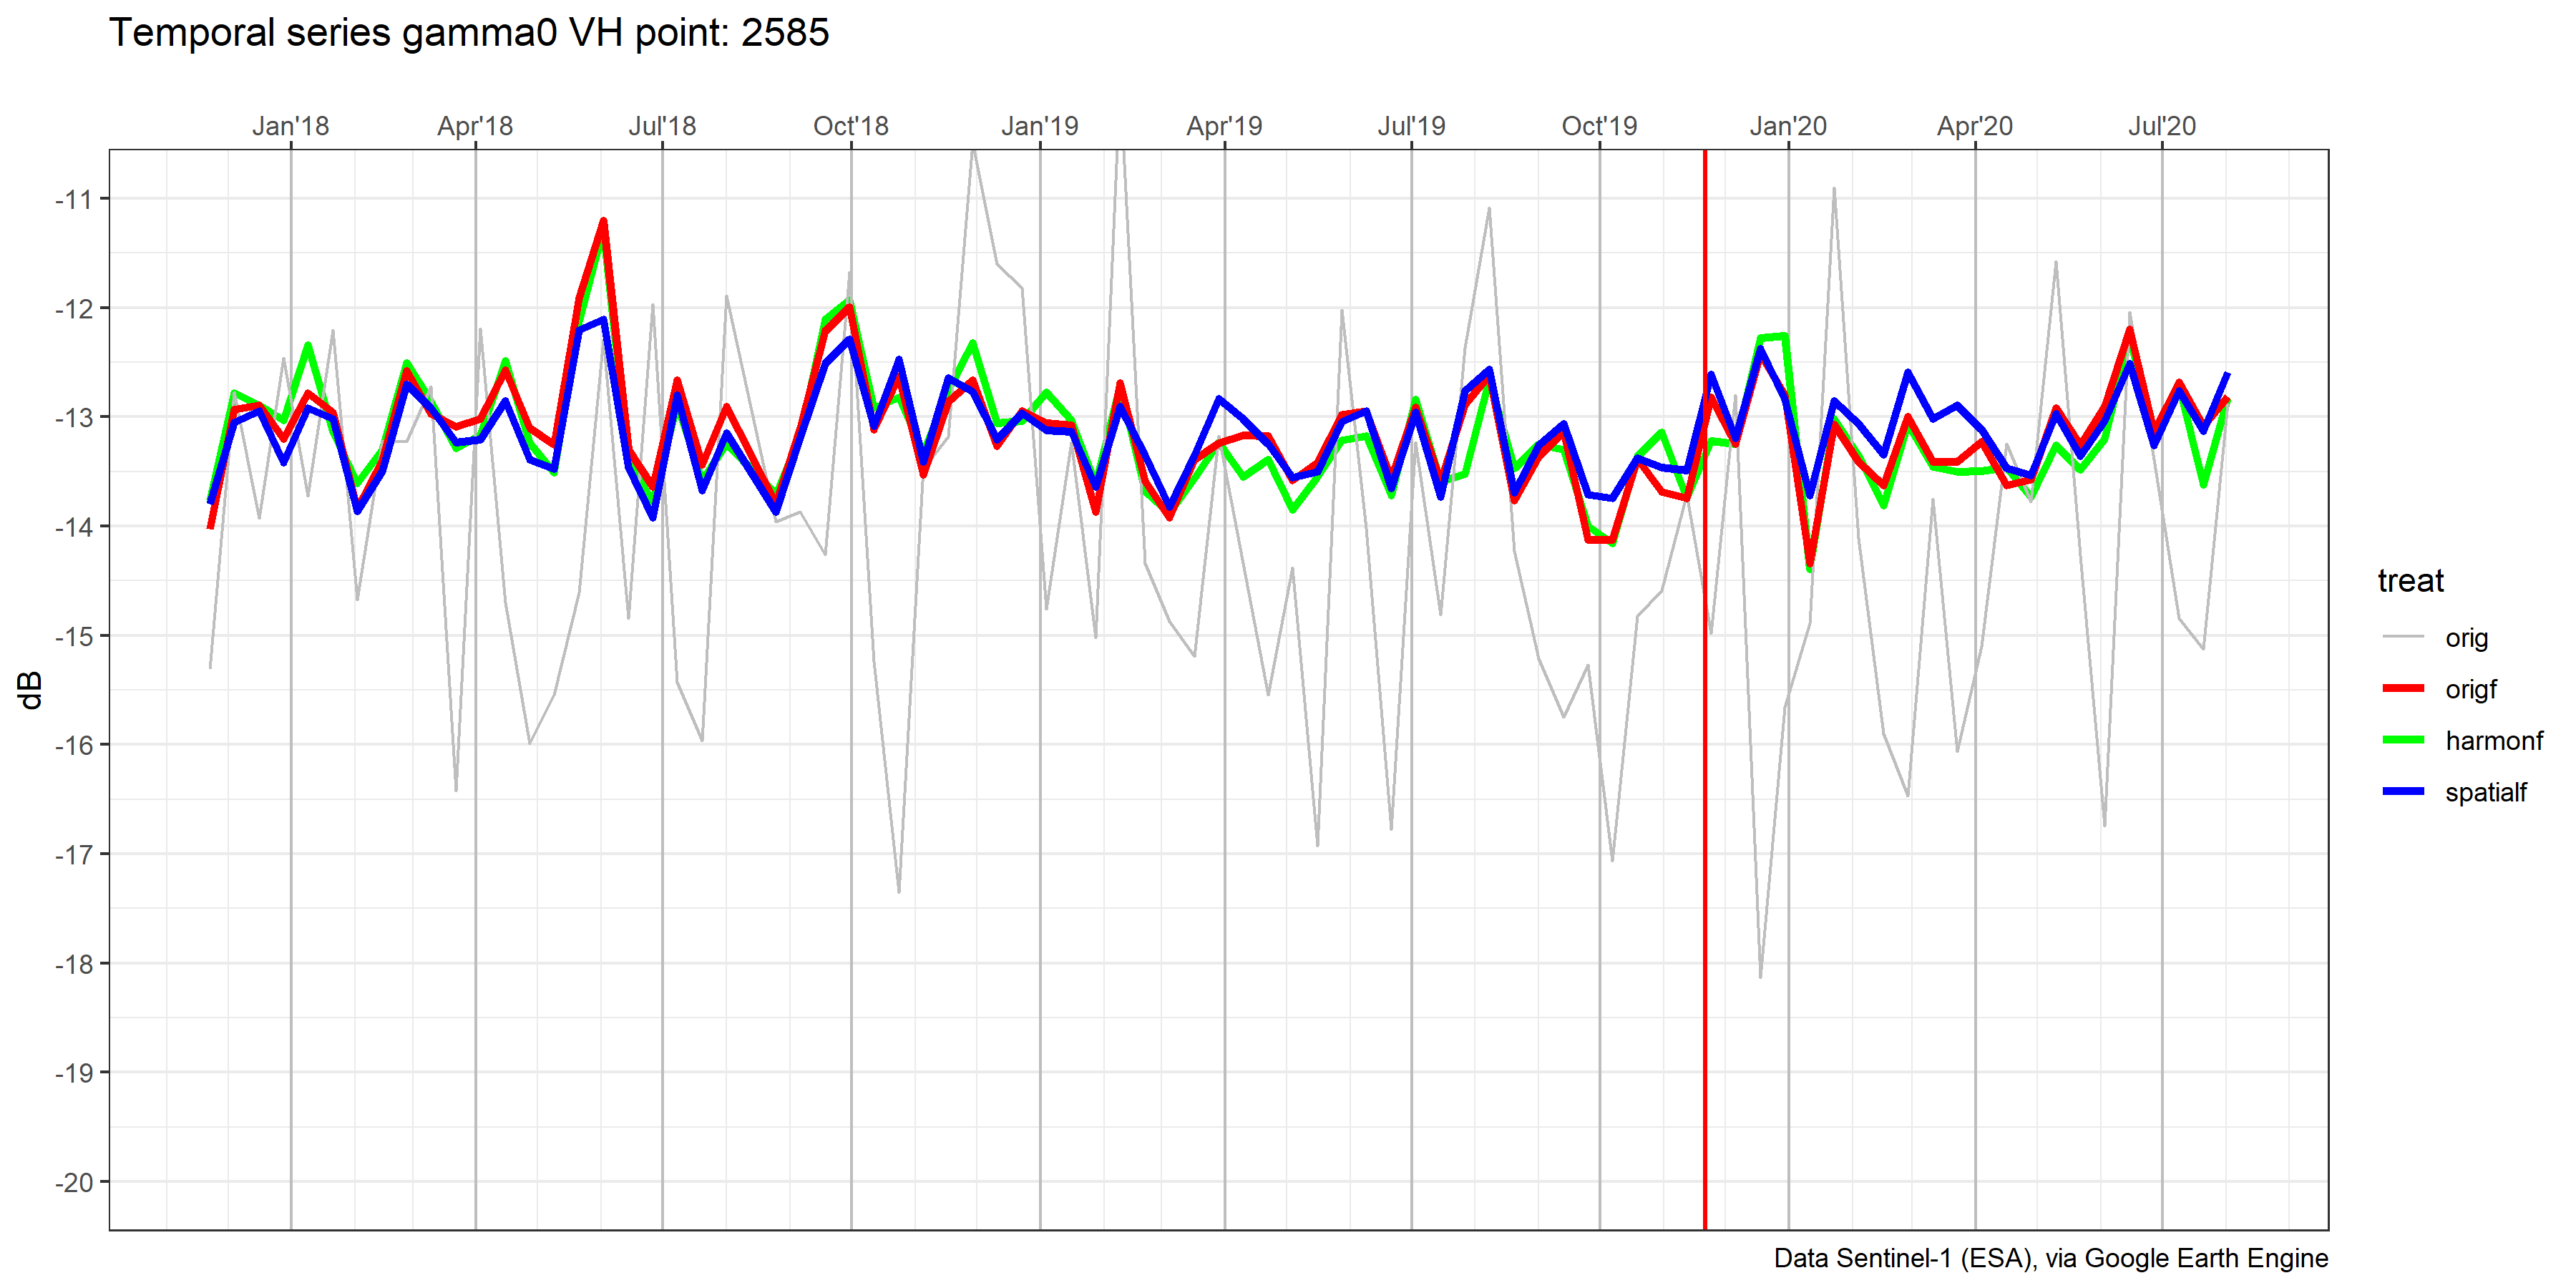 Temporal series gamma0 VH point: 2585
Jan'18 Apr'18 Jul'18 Oct'18 Jan'19 Apr'19 Jul'19 Oct'19 Jan'20 Apr'20 Jul'20
-11
-12
-13
-14
-15
-16
-17
-18
-19
-20
dB
treat
orig
origf
harmonf
spatialf
Data Sentinel-1 (ESA), via Google Earth Engine